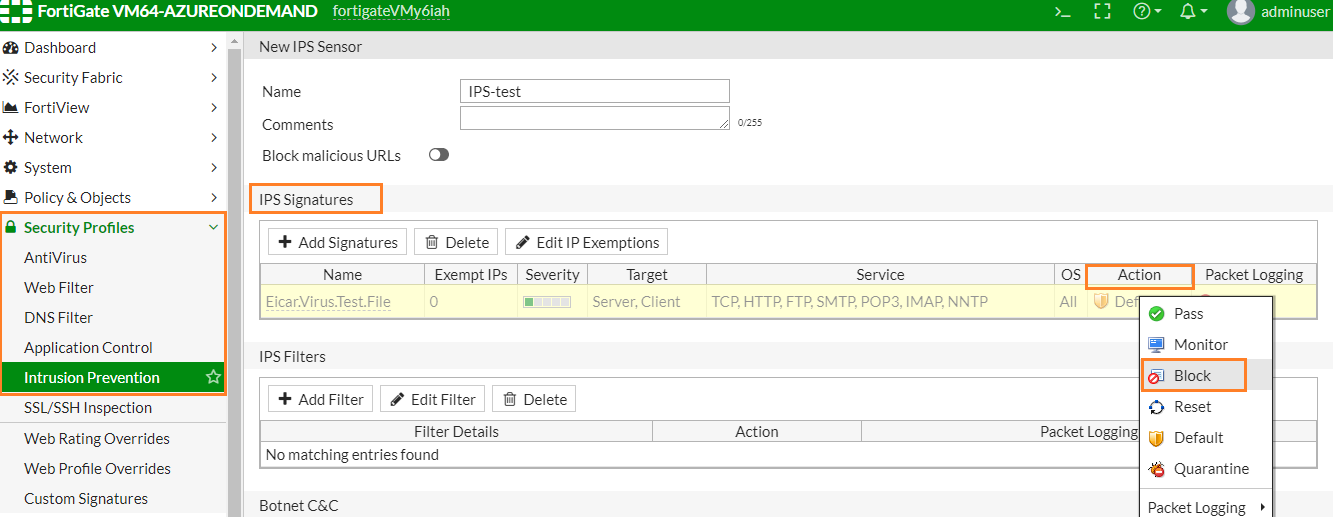 FortiGate VM64-AZUREONDEMAND fortigateVMy6iah
adminuser
Dashboard
Security Fabric
FortiView
Network
System
Policy & Objects
Security Profiles
AntiVirus
Web Filter
DNS Filter
Application Control
Intrusion Prevention
SSL/SSH Inspection
Web Rating Overrides
Web Profile Overrides
Custom Signatures
New IPS Sensor
Name IPS-test
Comments 0/255
Block malicious URLs
IPS Signatures
Add Signatures Delete Edit IP Exemptions
Name Exempt IPs Severity Target Service OS Action Packet Logging
Eicar.Virus.Test.File 0 Server, Client TCP, HTTP, FTP, SMTP, POP3, IMAP, NNTP All
IPS Filters
Add Filter Edit Filter Delete
Filter Details Action Packet Logging
No matching entries found
Botnet C&C
Pass
Monitor
Block
Reset
Default
Quarantine
Packet Logging